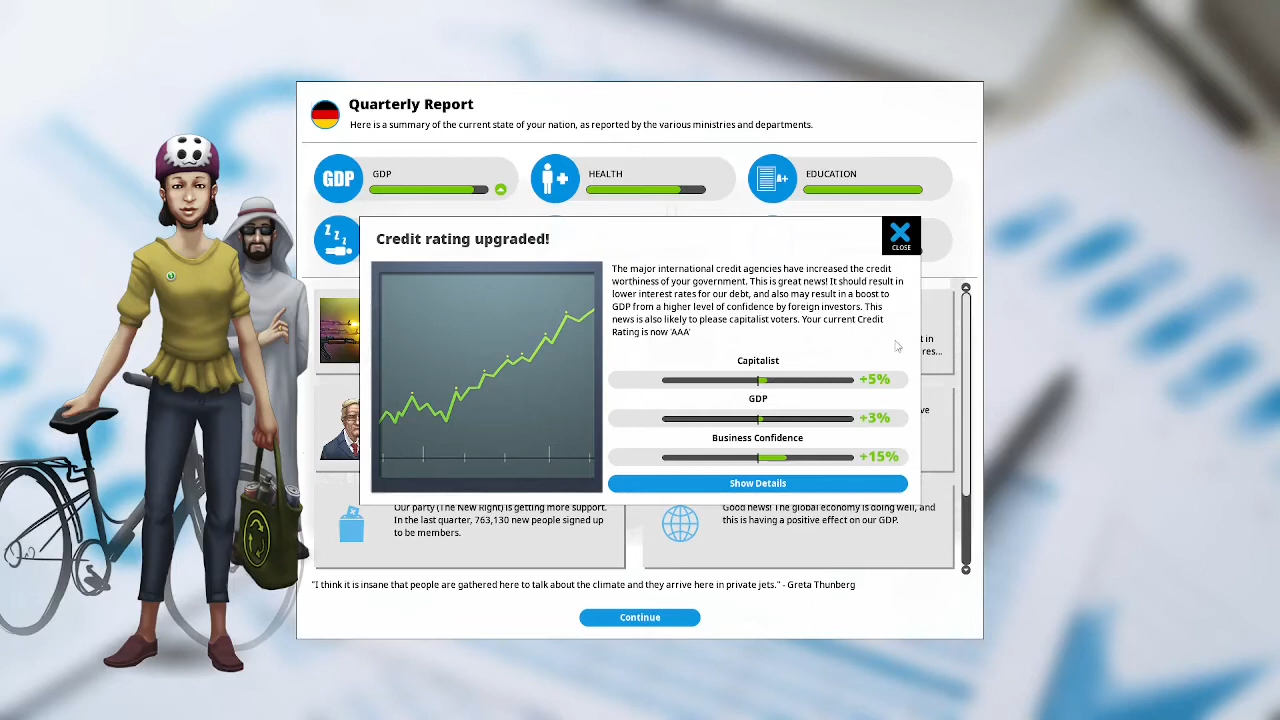 Quarterly Report
Here is a summary of the current state of your nation, as reported by the various ministries and departments.
GDP
GDP
HEALTH
A+
EDUCATION
Z Z Z
Credit rating upgraded!
CLOSE
The major international credit agencies have increased the credit
worthiness of your government. This is great news! It should result in
lower interest rates for our debt, and also may result in a boost to
GDP from a higher level of confidence by foreign investors. This
news is also likely to please capitalist voters. Your current Credit
Rating is now 'AAA'
Capitalist
+5%
GDP
+3%
Business Confidence
+15%
Show Details
t in
res...
ve
Our party (The New Right) is getting more support.
In the last quarter, 763,130 new people signed up
to be members.
Good news! The global economy is doing well, and
this is having a positive effect on our GDP.
"I think it is insane that people are gathered here to talk about the climate and they arrive here in private jets." - Greta Thunberg
Continue